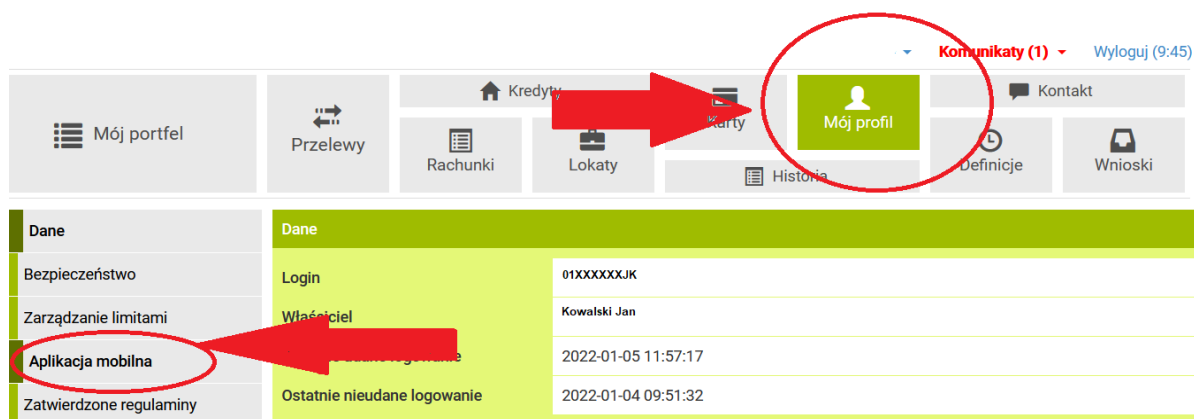 Komunikaty (1)
Wyloguj (9:45)
Mój portfel
Przelewy
Kredyty
Rachunki
Lokaty
Karty
Historia
Mój profil
Kontakt
Definicje
Wnioski
Dane
Bezpieczeństwo
Zarządzanie limitami
Aplikacja mobilna
Zatwierdzone regulaminy
Dane
Login 01XXXXXXJK
Właściciel Kowalski Jan
logowanie 2022-01-05 11:57:17
Ostatnie nieudane logowanie 2022-01-04 09:51:32